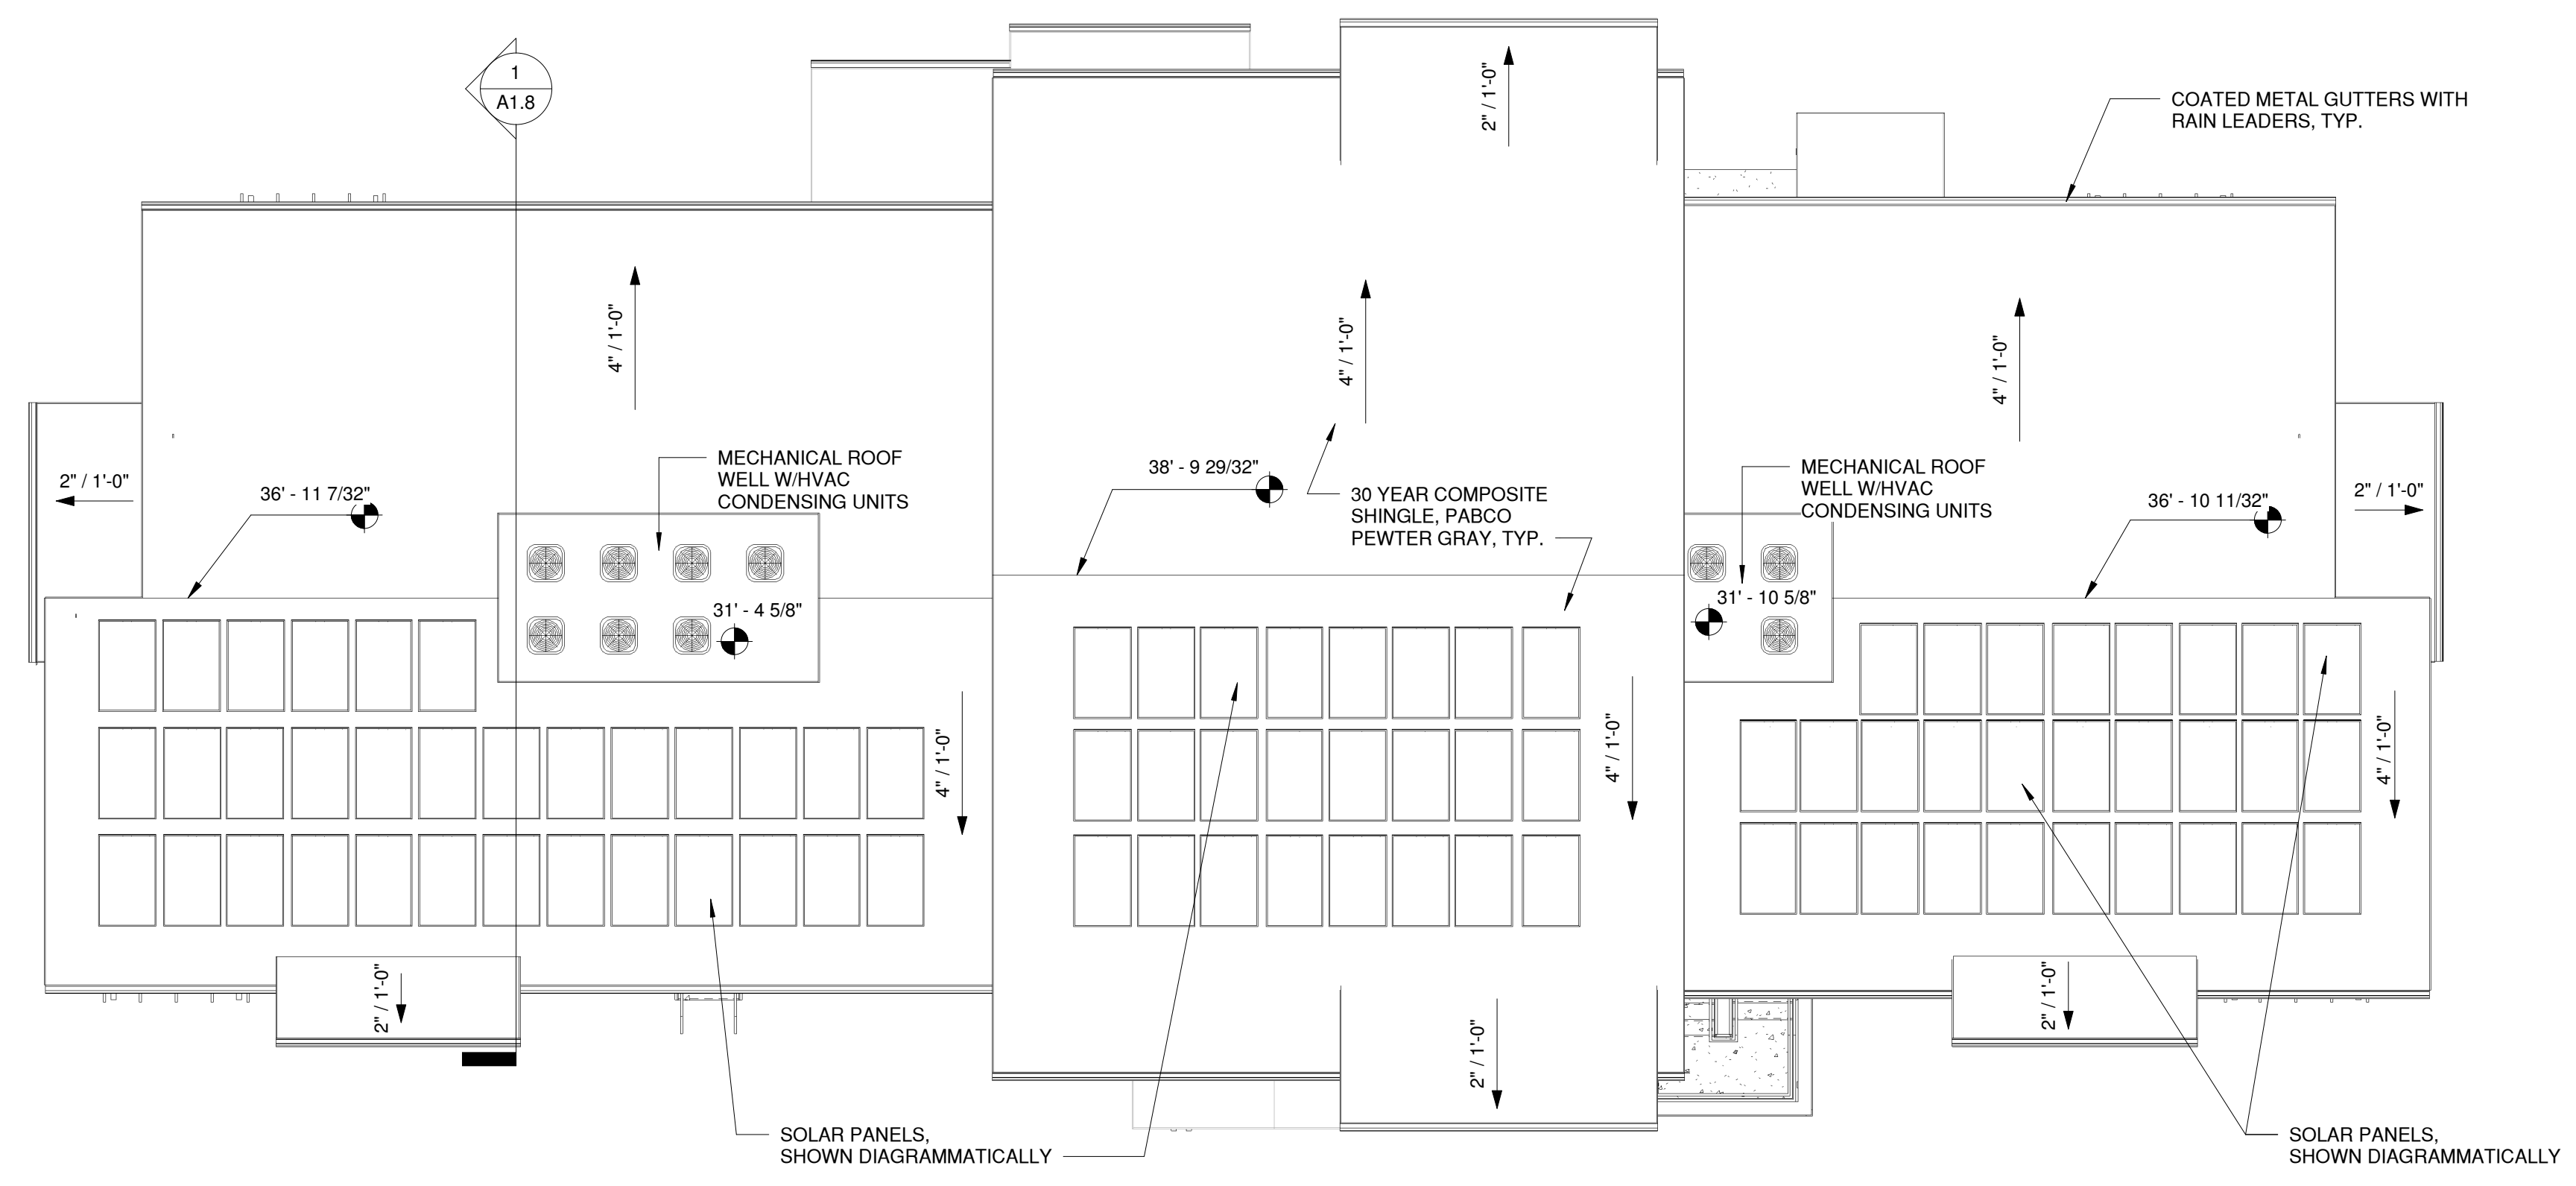 1
A1.8
2" / 1'-0"
COATED METAL GUTTERS WITH
RAIN LEADERS, TYP.
4" / 1'-0"
4" / 1'-0"
4" / 1'-0"
2" / 1'-0"
36' - 11 7/32"
MECHANICAL ROOF
WELL W/HVAC
CONDENSING UNITS
38' - 9 29/32"
30 YEAR COMPOSITE
SHINGLE, PABCO
PEWTER GRAY, TYP.
MECHANICAL ROOF
WELL W/HVAC
CONDENSING UNITS
36' - 10 11/32"
2" / 1'-0"
31' - 4 5/8"
31' - 10 5/8"
4" / 1'-0"
4" / 1'-0"
4" / 1'-0"
2" / 1'-0"
2" / 1'-0"
2" / 1'-0"
SOLAR PANELS,
SHOWN DIAGRAMMATICALLY
SOLAR PANELS,
SHOWN DIAGRAMMATICALLY